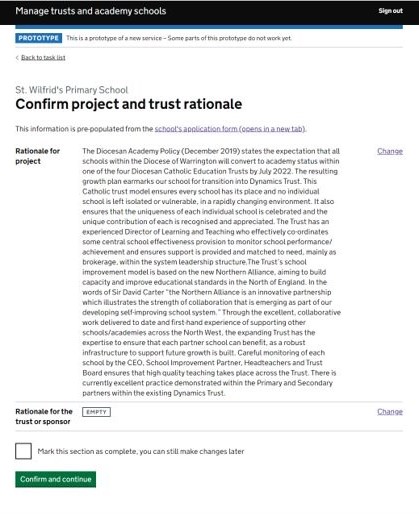 Manage trusts and academy schools Sign out
PROTOTYPE This is a prototype of a new service – Some parts of this prototype do not work yet.
< Back to task list
St. Wilfrid's Primary School
Confirm project and trust rationale
This information is pre-populated from the school's application form (opens in a new tab).
Rationale for project
Change
The Diocesan Academy Policy (December 2019) states the expectation that all
schools within the Diocese of Warrington will convert to academy status within
one of the four Diocesan Catholic Education Trusts by July 2022. The resulting
growth plan earmarks our school for transition into Dynamics Trust. This
Catholic trust model ensures every school has its place and no individual
school is left isolated or vulnerable, in a rapidly changing environment. It also
ensures that the uniqueness of each individual school is celebrated and the
unique contribution of each is recognised and appreciated. The Trust has an
experienced Director of Learning and Teaching who effectively co-ordinates
some central school effectiveness provision to monitor school performance/
achievement and ensures support is provided and matched to need, mainly as
brokerage, within the system leadership structure.The Trust's school
improvement model is based on the new Northern Alliance, aiming to build
capacity and improve educational standards in the North of England. In the
words of Sir David Carter "the Northern Alliance is an innovative partnership
which illustrates the strength of collaboration that is emerging as part of our
developing self-improving school system." Through the excellent, collaborative
work delivered to date and first-hand experience of supporting other
schools/academies across the North West, the expanding Trust has the
expertise to ensure that each partner school can benefit, as a robust
infrastructure to support future growth is built. Careful monitoring of each
school by the CEO, School Improvement Partner, Headteachers and Trust
Board ensures that high quality teaching takes place across the Trust. There is
currently excellent practice demonstrated within the Primary and Secondary
partners within the existing Dynamics Trust.
Rationale for the trust or sponsor
EMPTY
Change
Mark this section as complete, you can still make changes later
Confirm and continue